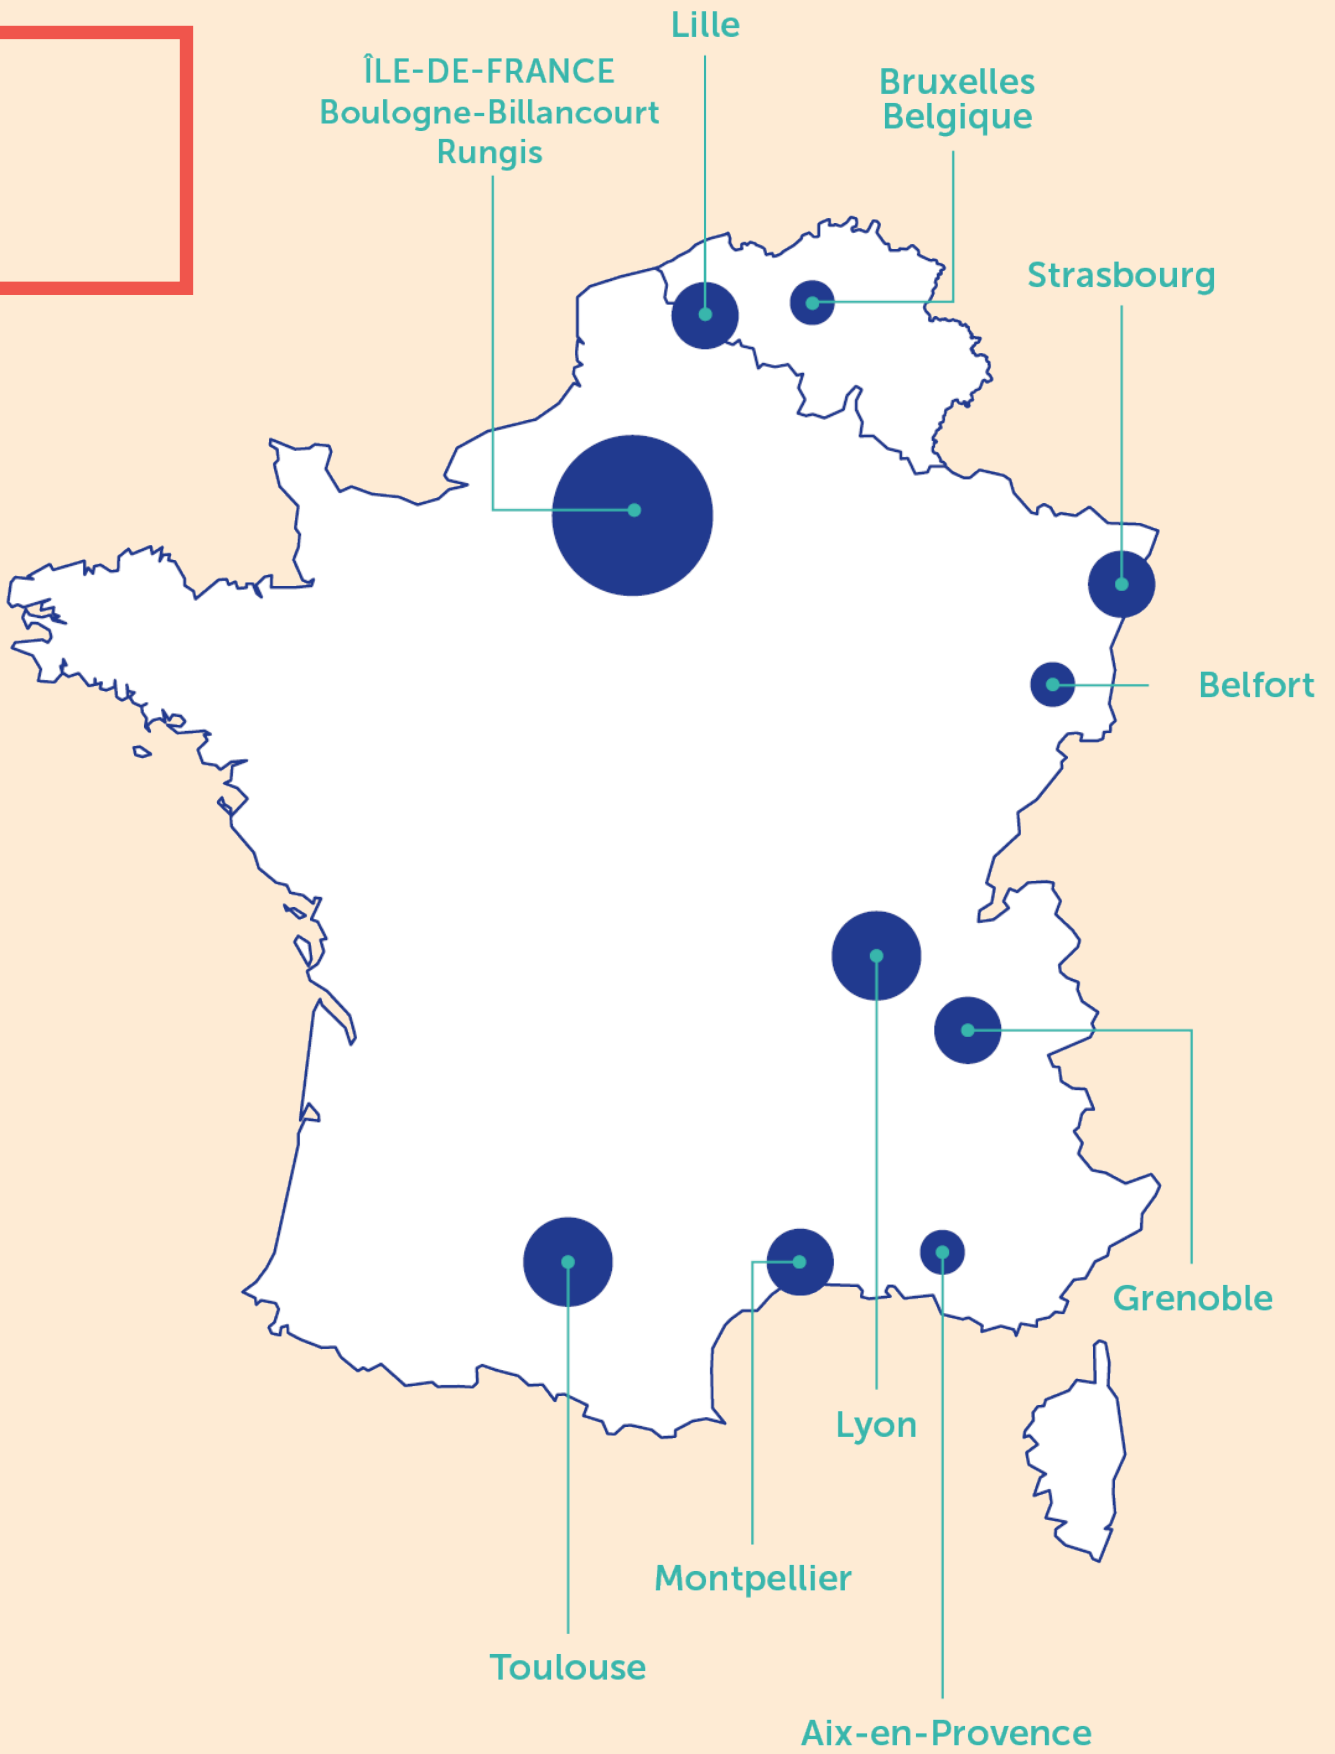 Lille
ÎLE-DE-FRANCE
Boulogne-Billancourt
Rungis
Bruxelles
Belgique
Strasbourg
Belfort
Grenoble
Lyon
Montpellier
Toulouse
Aix-en-Provence